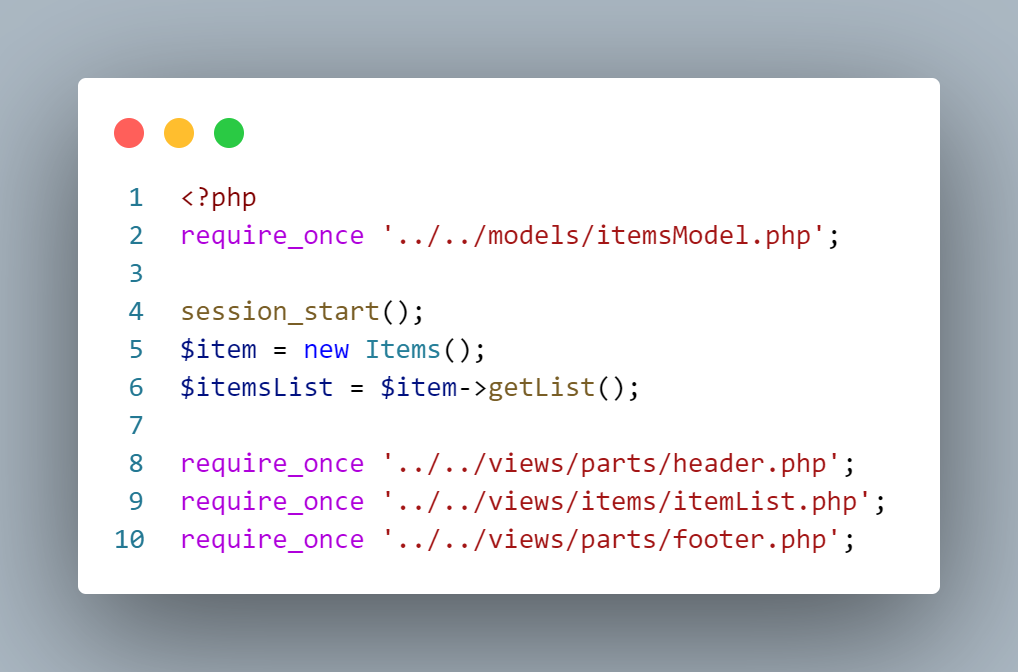 1 <?php
2 require_once '../../models/itemsModel.php';
3
4 session_start();
5 $item = new Items();
6 $itemsList = $item->getList();
7
8 require_once '../../views/parts/header.php';
9 require_once '../../views/items/itemList.php';
10 require_once '../../views/parts/footer.php';